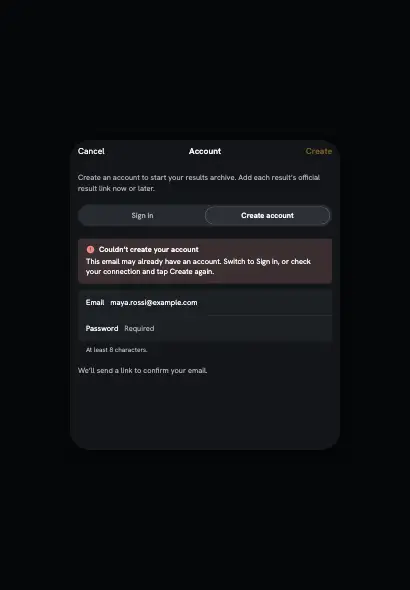 Cancel Account Create
Create an account to start your results archive. Add each result's official
result link now or later.
Sign in Create account
Couldn't create your account
This email may already have an account. Switch to Sign in, or check
your connection and tap Create again.
Email maya.rossi@example.com
Password Required
At least 8 characters.
We'll send a link to confirm your email.